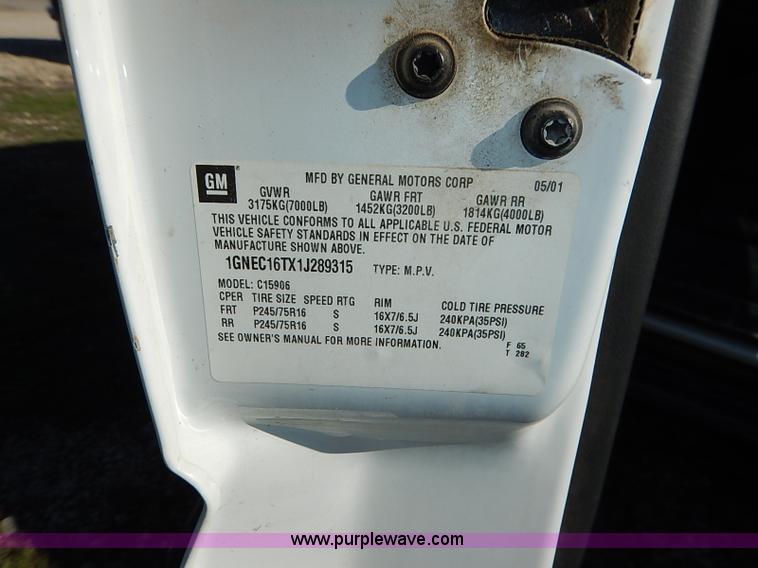 GM ®
MFD BY GENERAL MOTORS CORP 05/01
GVWR GAWR FRT GAWR RR
3175KG(7000LB) 1452KG(3200LB) 1814KG(4000LB)
THIS VEHICLE CONFORMS TO ALL APPLICABLE U.S. FEDERAL MOTOR
VEHICLE SAFETY STANDARDS IN EFFECT ON THE DATE OF
MANUFACTURE SHOWN ABOVE.
1GNEC16TX1J289315 TYPE: M.P.V.
MODEL: C15906
CPER TIRE SIZE SPEED RTG RIM COLD TIRE PRESSURE
FRT P245/75R16 S 16X7/6.5J 240KPA(35PSI)
RR P245/75R16 S 16X7/6.5J 240KPA(35PSI)
SEE OWNER'S MANUAL FOR MORE INFORMATION. F 65
T 282
www.purplewave.com